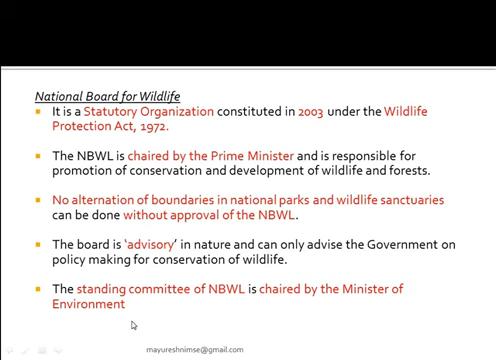 National Board for Wildlife
It is a Statutory Organization constituted in 2003 under the Wildlife
Protection Act, 1972.
The NBWL is chaired by the Prime Minister and is responsible for
promotion of conservation and development of wildlife and forests.
No alternation of boundaries in national parks and wildlife sanctuaries
can be done without approval of the NBWL.
The board is 'advisory' in nature and can only advise the Government on
policy making for conservation of wildlife.
The standing committee of NBWL is chaired by the Minister of
Environment
mayureshnimse@gmail.com